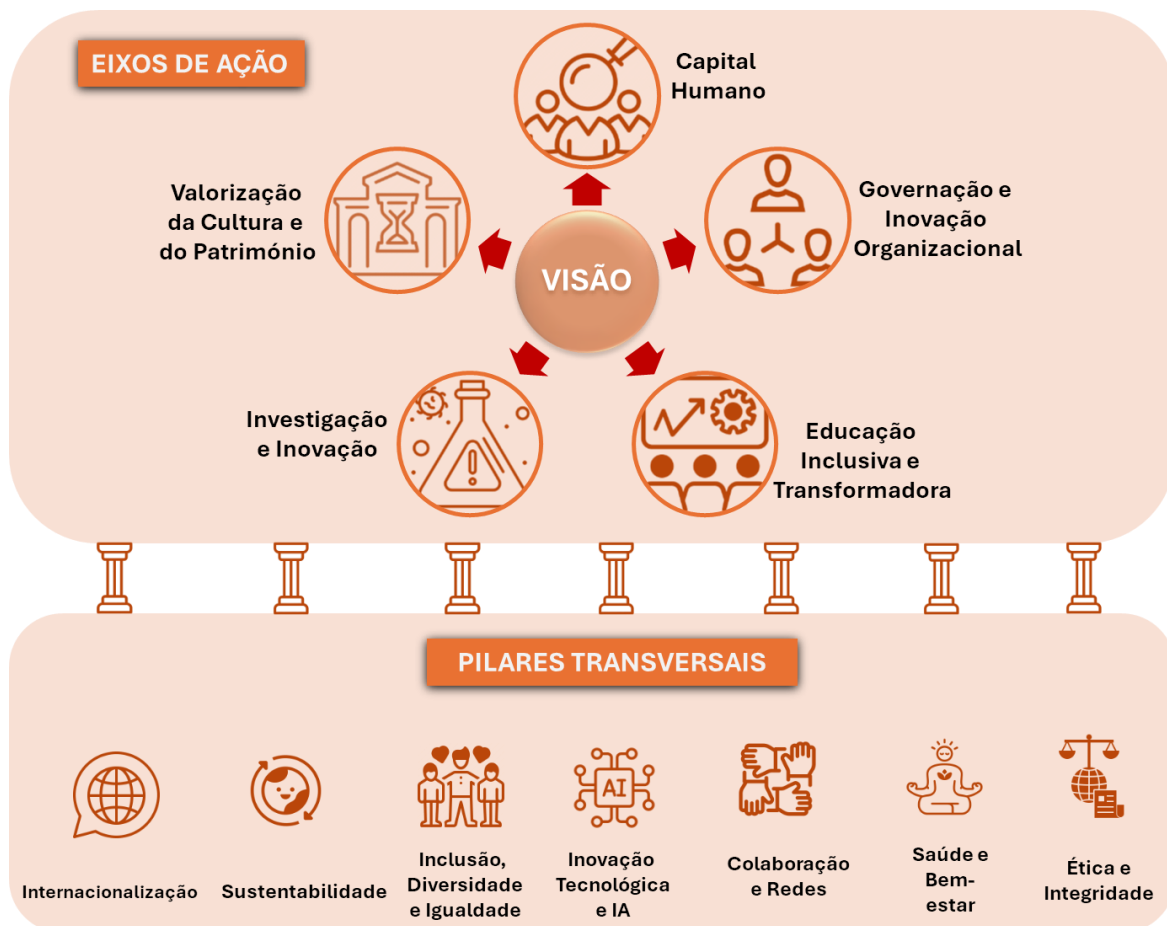 EIXOS DE AÇÃO
Capital
Humano
Valorização
da Cultura e
do Património
Governação e
Inovação
Organizacional
VISÃO
Investigação
e Inovação
Educação
Inclusiva e
Transformadora
PILARES TRANSVERSAIS
AI
Internacionalização
Sustentabilidade
Inclusão,
Diversidade
e Igualdade
Inovação
Tecnológica
e IA
Colaboração
e Redes
Saúde e
Bem-
estar
Ética e
Integridade